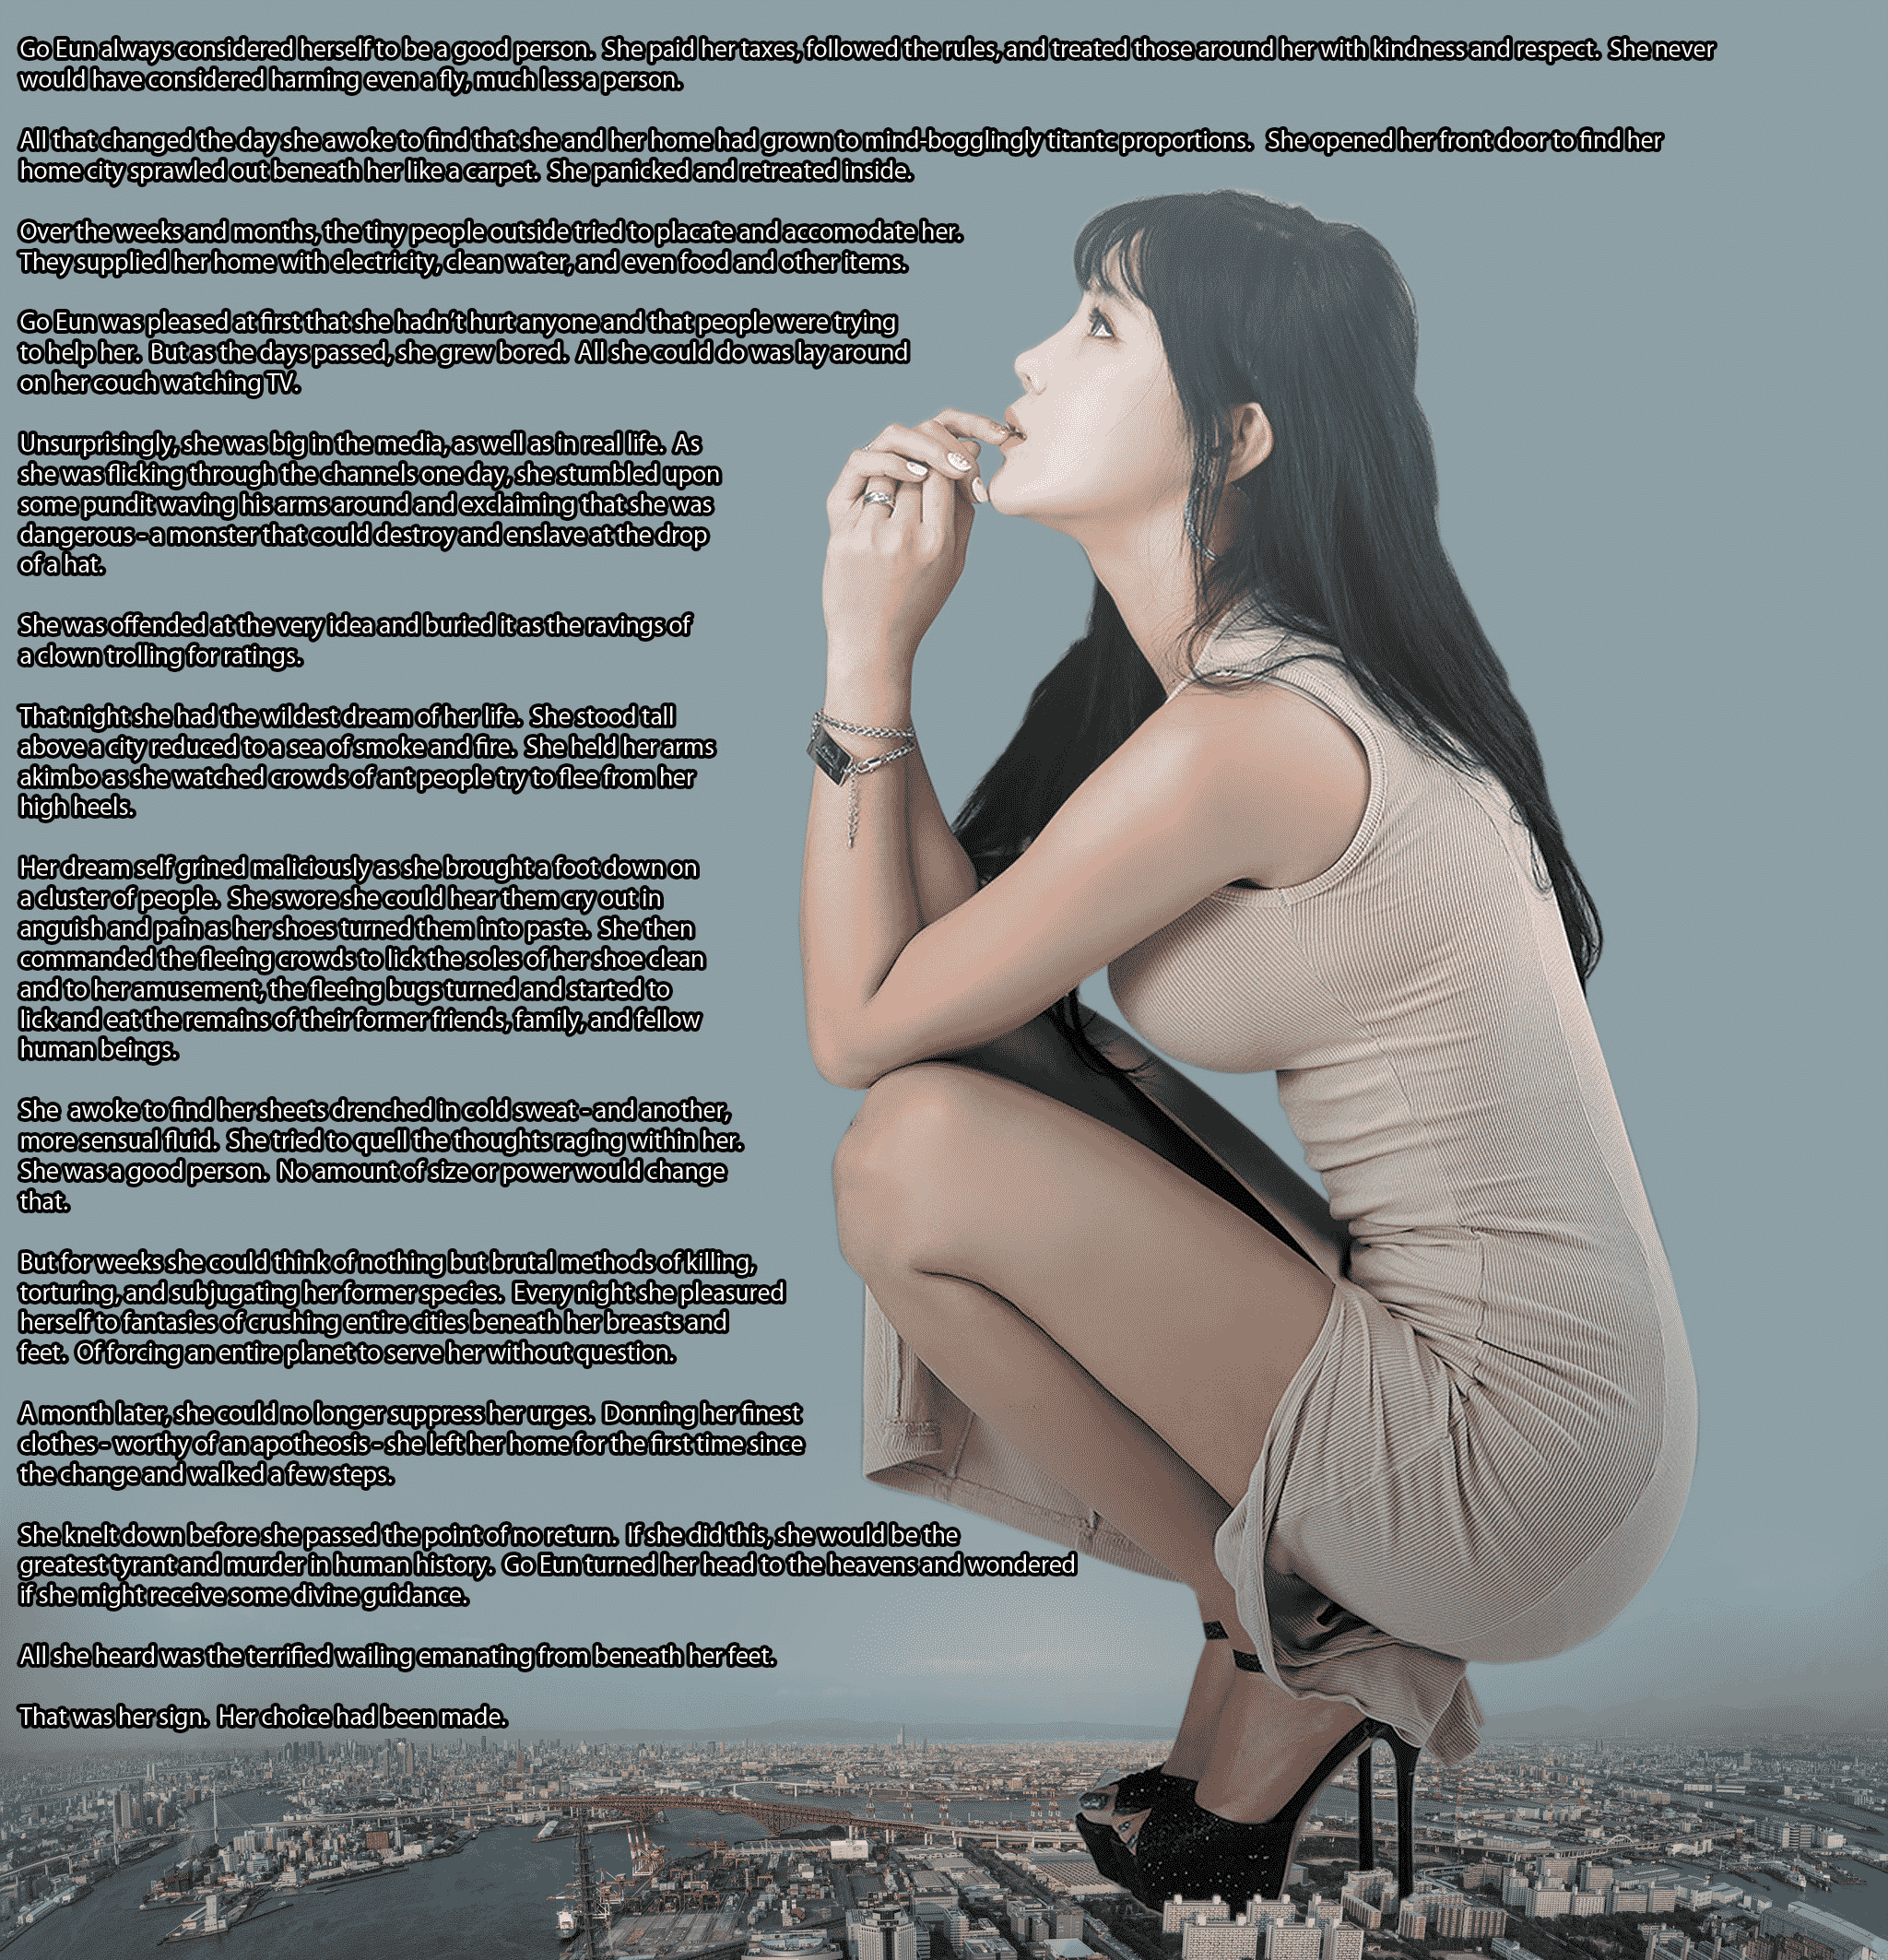 Go Eun always considered herself to be a good person.  She paid her taxes, followed the rules, and treated those around her with kindness and respect.  She never
would have considered harming even a fly, much less a person.
All that changed the day she awoke to find that she and her home had grown to mind-bogglingly titantc proportions.   She opened her front door to find her
home city sprawled out beneath her like a carpet.  She panicked and retreated inside.
Over the weeks and months, the tiny people outside tried to placate and accomodate her.
They supplied her home with electricity, clean water, and even food and other items.
Go Eun was pleased at first that she hadn't hurt anyone and that people were trying
to help her.  But as the days passed, she grew bored.  All she could do was lay around
on her couch watching TV.
Unsurprisingly, she was big in the media, as well as in real life.  As
she was flicking through the channels one day, she stumbled upon
some pundit waving his arms around and exclaiming that she was
dangerous - a monster that could destroy and enslave at the drop
of a hat.
She was offended at the very idea and buried it as the ravings of
a clown trolling for ratings.
That night she had the wildest dream of her life.  She stood tall
above a city reduced to a sea of smoke and fire.  She held her arms
akimbo as she watched crowds of ant people try to flee from her
high heels.
Her dream self grined maliciously as she brought a foot down on
a cluster of people.  She swore she could hear them cry out in
anguish and pain as her shoes turned them into paste.  She then
commanded the fleeing crowds to lick the soles of her shoe clean
and to her amusement, the fleeing bugs turned and started to
lick and eat the remains of their former friends, family, and fellow
human beings.
She  awoke to find her sheets drenched in cold sweat - and another,
more sensual fluid.  She tried to quell the thoughts raging within her.
She was a good person.  No amount of size or power would change
that.
But for weeks she could think of nothing but brutal methods of killing,
torturing, and subjugating her former species.  Every night she pleasured
herself to fantasies of crushing entire cities beneath her breasts and
feet.  Of forcing an entire planet to serve her without question.
A month later, she could no longer suppress her urges.  Donning her finest
clothes - worthy of an apotheosis - she left her home for the first time since
the change and walked a few steps.
She knelt down before she passed the point of no return.  If she did this, she would be the
greatest tyrant and murder in human history.  Go Eun turned her head to the heavens and wondered
if she might receive some divine guidance.
All she heard was the terrified wailing emanating from beneath her feet.
That was her sign.  Her choice had been made.